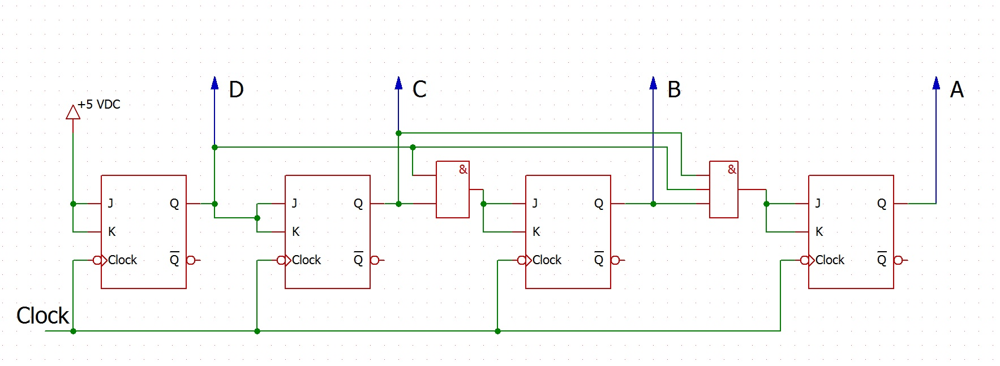 D
C
B
A
+5 VDC
& &
J Q J Q J Q J Q
K K K K
Clock Q̅ Clock Q̅ Clock Q̅ Clock Q̅
Clock